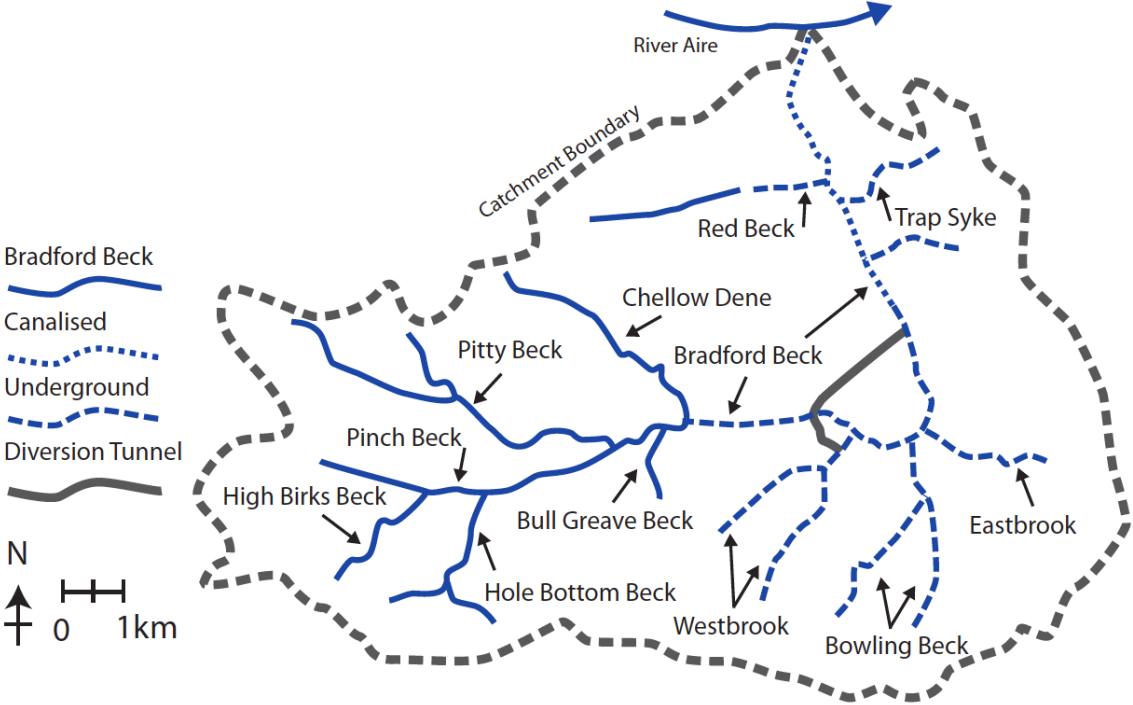 River Aire
Catchment Boundary
Red Beck
Trap Syke
Bradford Beck
Canalised
Underground
Diversion Tunnel
Chellow Dene
Pitty Beck
Bradford Beck
Pinch Beck
High Birks Beck
Bull Greave Beck
Eastbrook
Hole Bottom Beck
Westbrook
Bowling Beck
N
0 1km